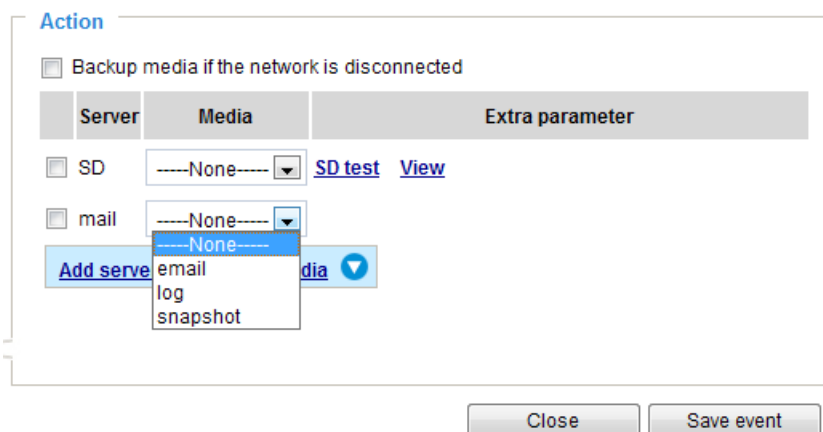 Action
Backup media if the network is disconnected
Server Media Extra parameter
SD -----None----- SD test View
mail -----None-----
-----None-----
Add serve email dia
log
snapshot
Close Save event